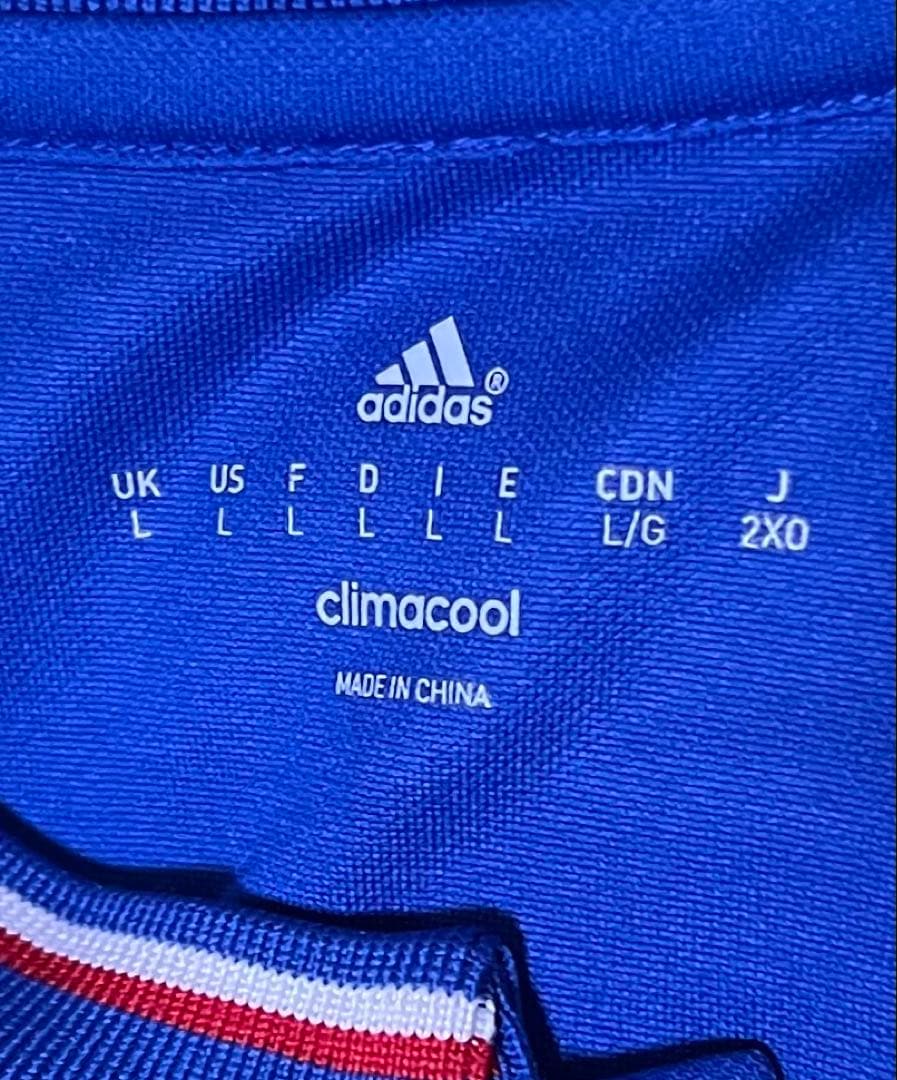 adidas®
UK US F D I E CDN J
L L L L L L L/G 2XO
climacool
MADE IN CHINA